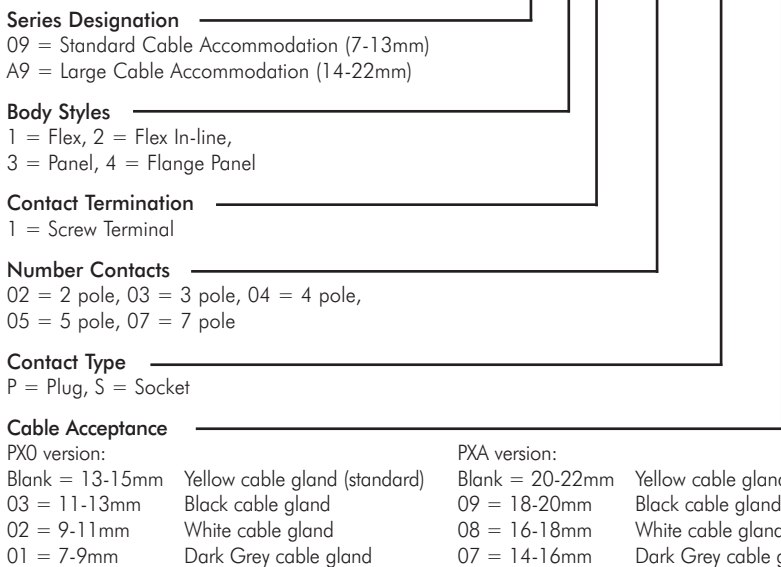 Series Designation
09 = Standard Cable Accommodation (7-13mm)
A9 = Large Cable Accommodation (14-22mm)
Body Styles
1 = Flex, 2 = Flex In-line,
3 = Panel, 4 = Flange Panel
Contact Termination
1 = Screw Terminal
Number Contacts
02 = 2 pole, 03 = 3 pole, 04 = 4 pole,
05 = 5 pole, 07 = 7 pole
Contact Type
P = Plug, S = Socket
Cable Acceptance
PX0 version:
Blank = 13-15mm Yellow cable gland (standard)
03 = 11-13mm Black cable gland
02 = 9-11mm White cable gland
01 = 7-9mm Dark Grey cable gland
PXA version:
Blank = 20-22mm Yellow cable gland
09 = 18-20mm Black cable gland
08 = 16-18mm White cable gland
07 = 14-16mm Dark Grey cable